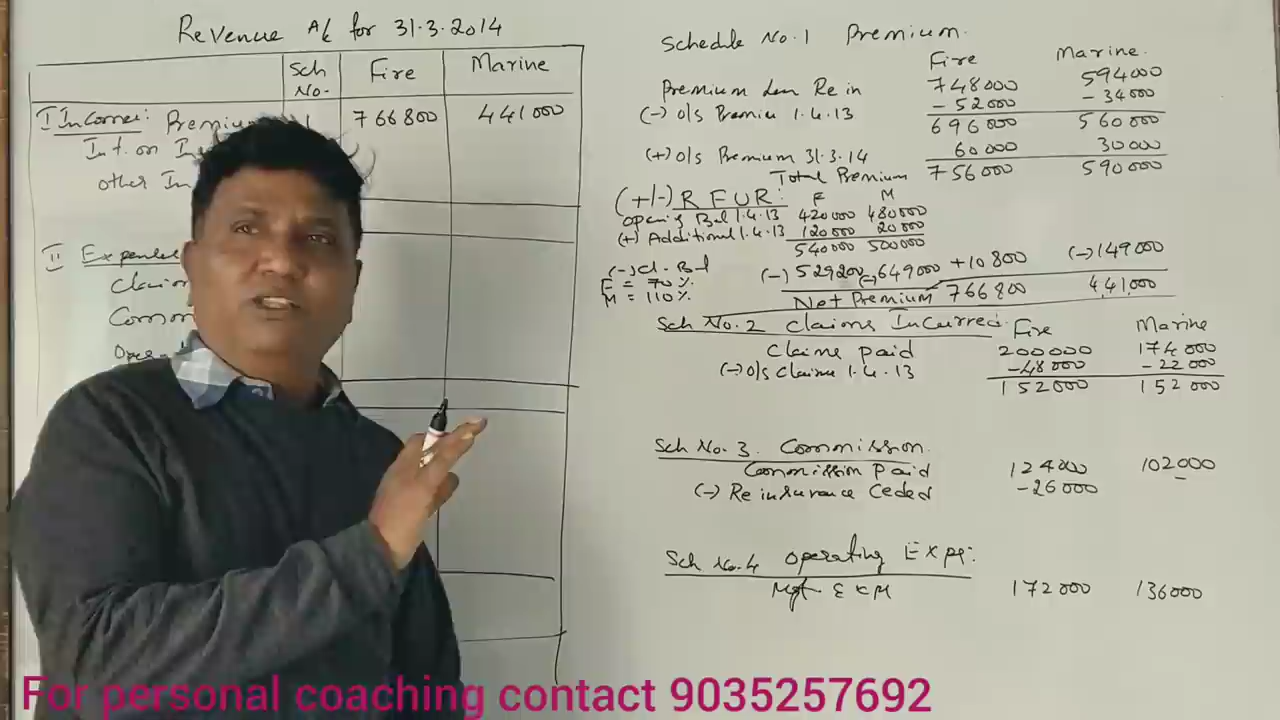 Revenue A/c for 31.3.2014
Sch No. Fire Marine
I Income: Premium 1 766800 441000
Int. on
other In
II Expense
Claim
Comm
Opera
Schedule No.1 Premium
Fire Marine
Premium Rein 748000 594000
(-) o/s Premium 1.4.13 -52000 -34000
696000 560000
(+) o/s Premium 31.3.14 60000 30000
Total Premium 756000 590000
(+/-) RFUR: F M
Opening Bal 1.4.13 420000 480000
(+) Additional 1.4.13 120000 20000
540000 500000
(-) Cl. Bal (-) 529200 (-) 649000 +10800 (-) 149000
F = 70%
M = 110%
Net Premium 766800 441,000
Sch No.2 Claims Incurred Fire Marine
Claims paid 200000 174000
(-) o/s Claims 1.4.13 -48000 -22000
152000 152000
Sch No.3. Commission
Commission Paid 124000 102000
(-) Reinsurance Ceded -26000 -
Sch No.4 Operating Exp:
Mgt. EXP 172000 136000
For personal coaching contact 9035257692